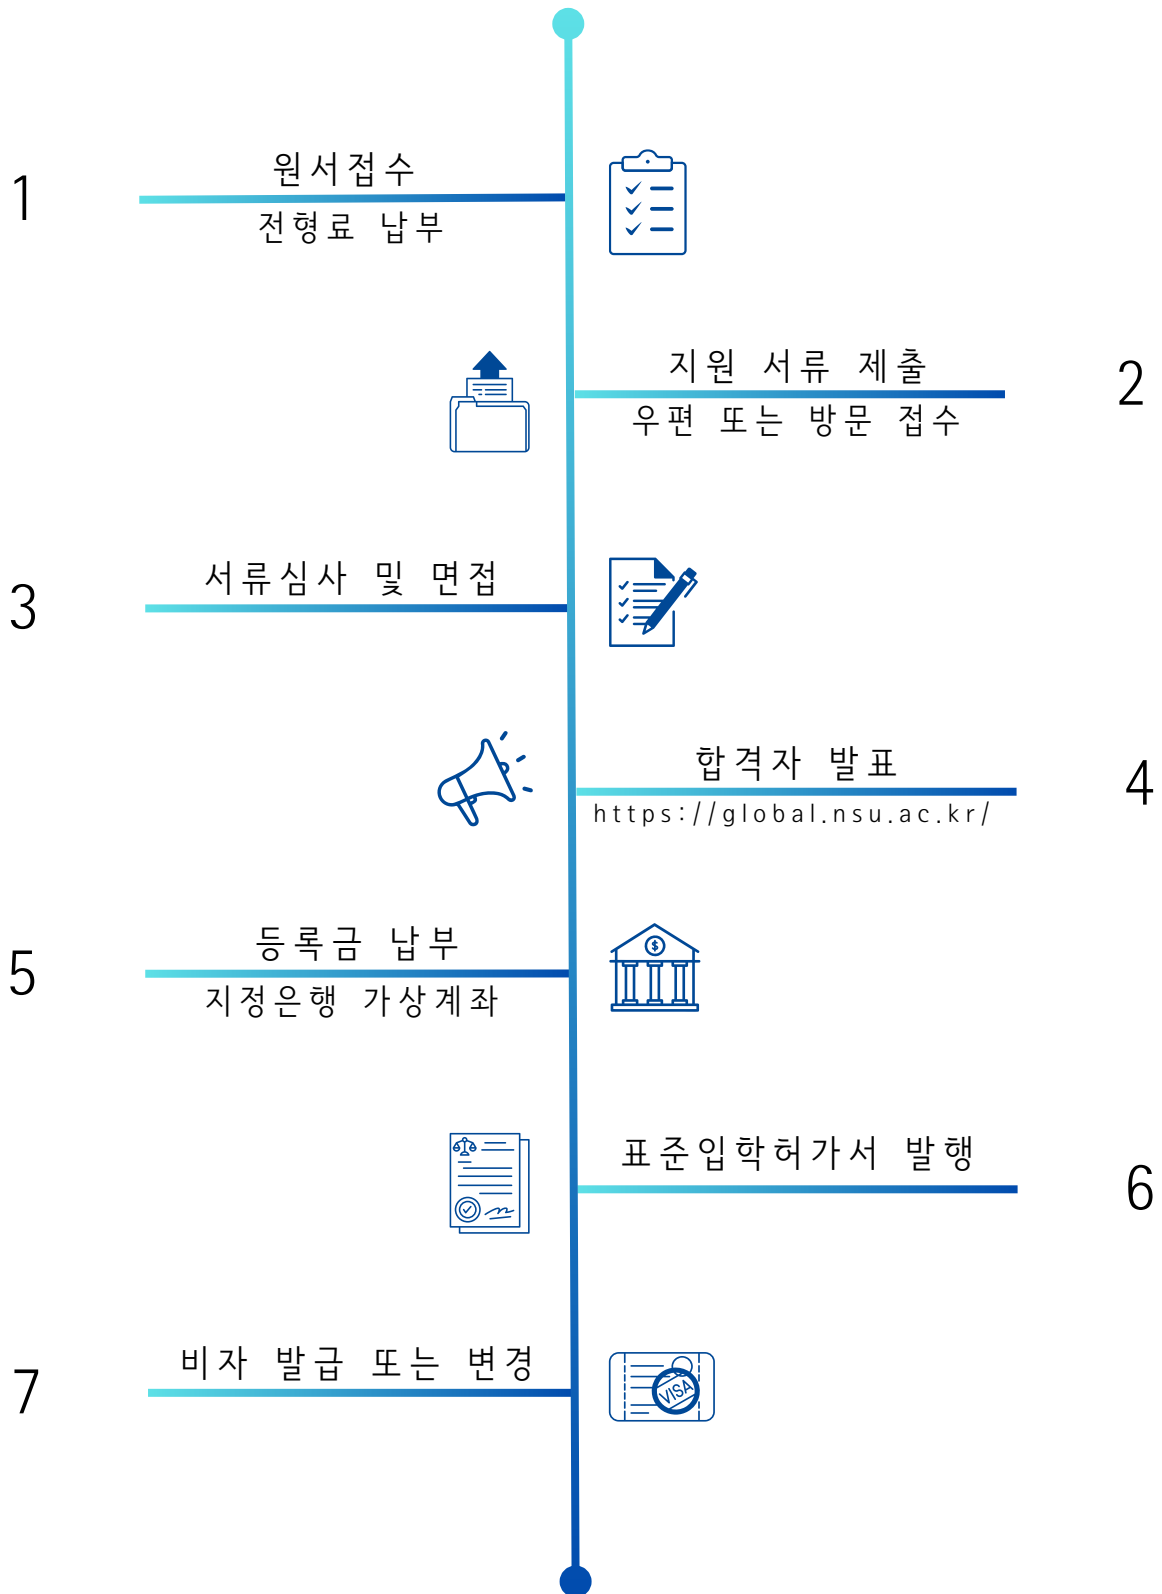 1
원서접수
전형료 납부
지원 서류 제출
우편 또는 방문 접수
2
3
서류심사 및 면접
합격자 발표
https://global.nsu.ac.kr/
4
5
등록금 납부
지정은행 가상계좌
$
표준입학허가서 발행
6
7
비자 발급 또는 변경
VISA